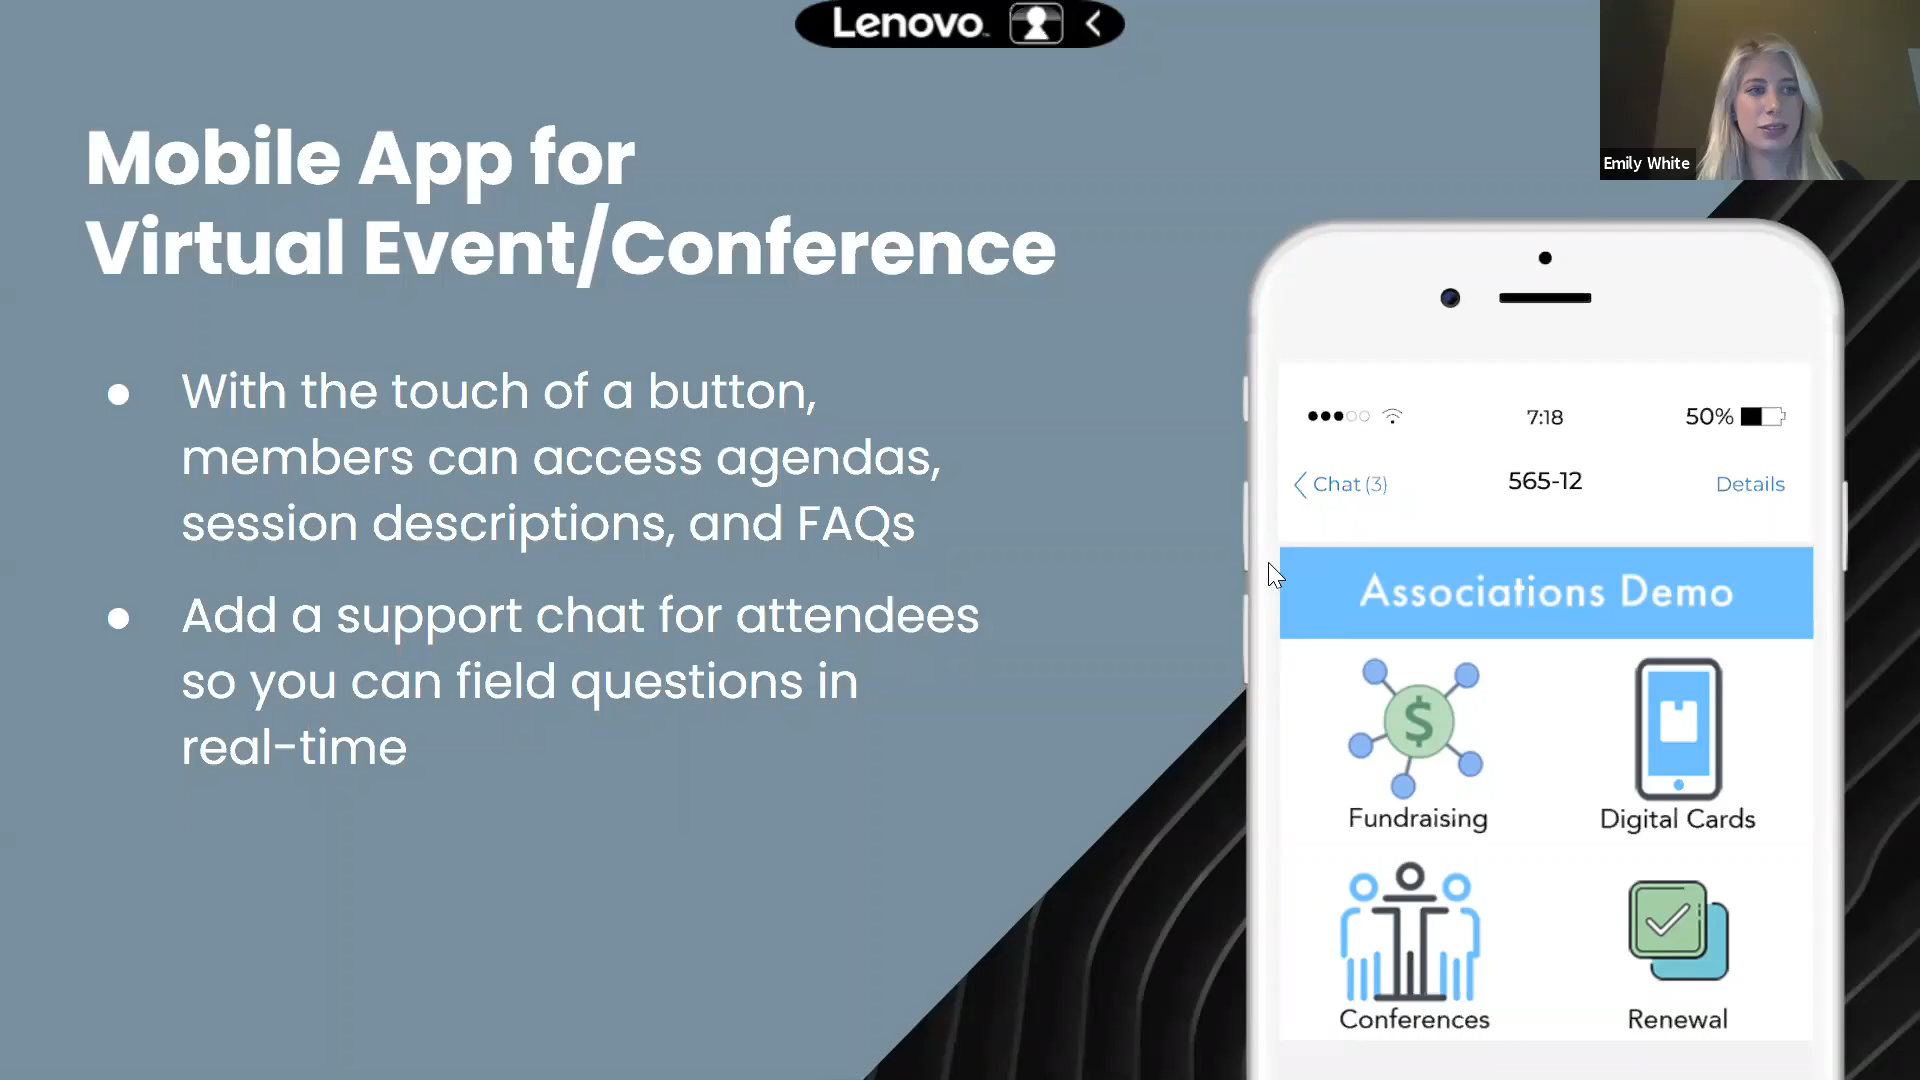 Lenovo
Emily White
Mobile App for
Virtual Event/Conference
● With the touch of a button,
members can access agendas,
session descriptions, and FAQs
● Add a support chat for attendees
so you can field questions in
real-time
7:18
50%
Chat (3)
565-12
Details
Associations Demo
$
Fundraising
Digital Cards
Conferences
Renewal